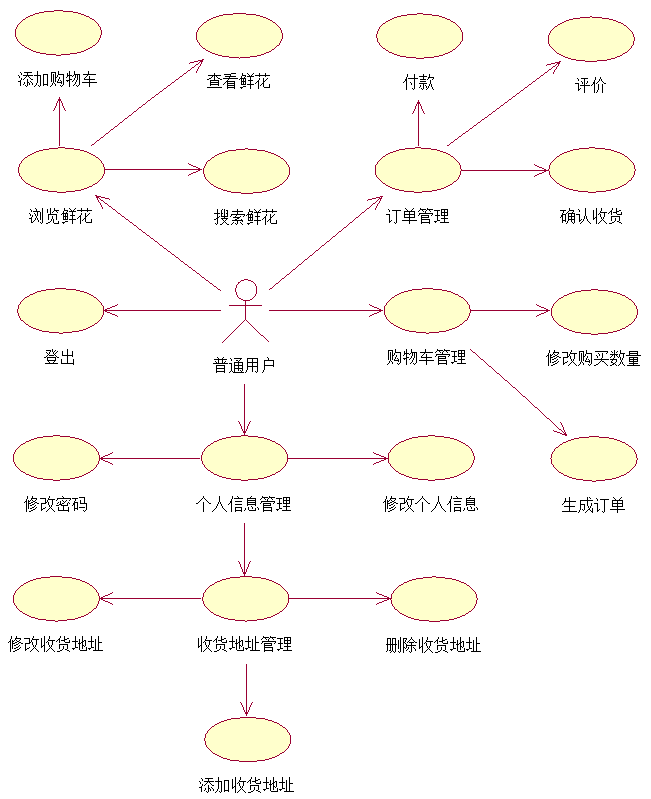 添加购物车
查看鲜花
付款
评价
浏览鲜花
搜索鲜花
订单管理
确认收货
登出
普通用户
购物车管理
修改购买数量
修改密码
个人信息管理
修改个人信息
生成订单
修改收货地址
收货地址管理
删除收货地址
添加收货地址